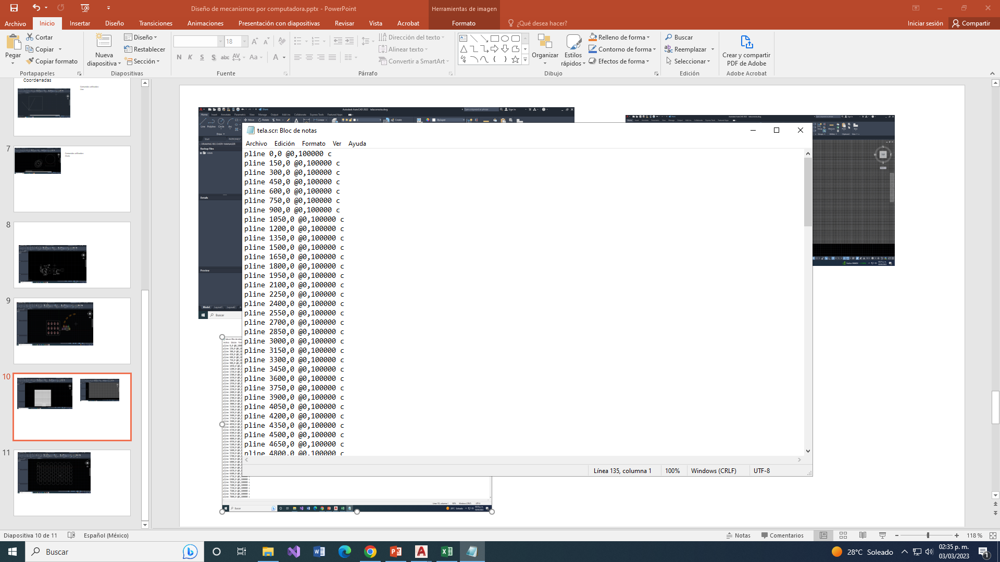 Diseño de mecanismos por computadora.pptx - PowerPoint
Herramientas de imagen
Archivo Inicio Insertar Diseño Transiciones Animaciones Presentación con diapositivas Revisar Vista Acrobat Formato ¿Qué desea hacer? Iniciar sesión Compartir
Pegar
Cortar
Copiar
Copiar formato
Portapapeles
Nueva diapositiva
Diseño
Restablecer
Sección
Diapositivas
18
N K S S abc AV Aa A
Fuente
Dirección del texto
Alinear texto
Convertir a SmartArt
Párrafo
Organizar
Estilos rápidos
Relleno de forma
Contorno de forma
Efectos de forma
Dibujo
Buscar
Reemplazar
Seleccionar
Edición
Crear y compartir PDF de Adobe
Adobe Acrobat
Coordenadas
7
8
9
10
11
tela.scr: Bloc de notas
Archivo Edición Formato Ver Ayuda
pline 0,0 @0,100000 c
pline 150,0 @0,100000 c
pline 300,0 @0,100000 c
pline 450,0 @0,100000 c
pline 600,0 @0,100000 c
pline 750,0 @0,100000 c
pline 900,0 @0,100000 c
pline 1050,0 @0,100000 c
pline 1200,0 @0,100000 c
pline 1350,0 @0,100000 c
pline 1500,0 @0,100000 c
pline 1650,0 @0,100000 c
pline 1800,0 @0,100000 c
pline 1950,0 @0,100000 c
pline 2100,0 @0,100000 c
pline 2250,0 @0,100000 c
pline 2400,0 @0,100000 c
pline 2550,0 @0,100000 c
pline 2700,0 @0,100000 c
pline 2850,0 @0,100000 c
pline 3000,0 @0,100000 c
pline 3150,0 @0,100000 c
pline 3300,0 @0,100000 c
pline 3450,0 @0,100000 c
pline 3600,0 @0,100000 c
pline 3750,0 @0,100000 c
pline 3900,0 @0,100000 c
pline 4050,0 @0,100000 c
pline 4200,0 @0,100000 c
pline 4350,0 @0,100000 c
pline 4500,0 @0,100000 c
pline 4650,0 @0,100000 c
pline 4800,0 @0,100000 c
Línea 135, columna 1 100% Windows (CRLF) UTF-8
Diapositiva 10 de 11 Español (México) Notas Comentarios 118 %
Buscar
28°C Soleado
02:35 p. m.
03/03/2023
1